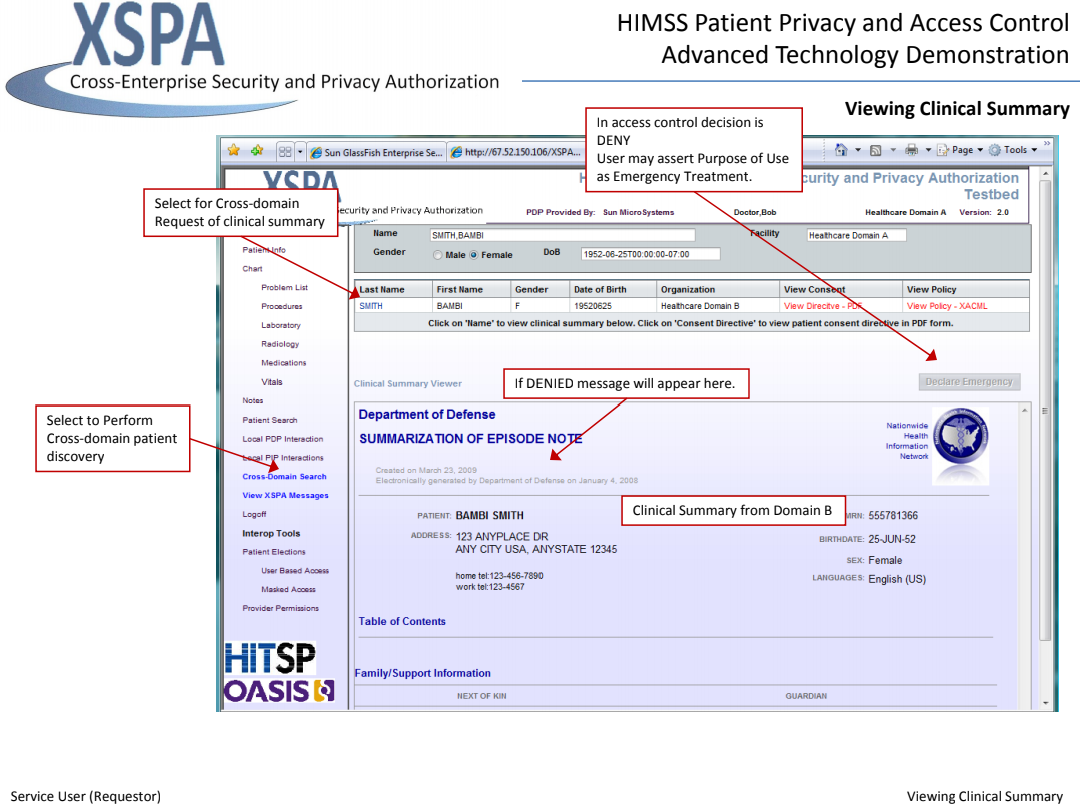 XSPA
Cross-Enterprise Security and Privacy Authorization
HIMSS Patient Privacy and Access Control
Advanced Technology Demonstration
Viewing Clinical Summary
In access control decision is
DENY
User may assert Purpose of Use
as Emergency Treatment.
Sun GlassFish Enterprise Se...
http://67.52.150.106/XSPA...
Page
Tools
XSPA
curity and Privacy Authorization
Testbed
Select for Cross-domain
Request of clinical summary
ecurity and Privacy Authorization
PDP Provided By: Sun MicroSystems
Doctor,Bob
Healthcare Domain A
Version: 2.0
Name
SMITH,BAMBI
Facility
Healthcare Domain A
Gender
Male
Female
DoB
1952-06-25T00:00:00-07:00
Patient Info
Chart
Problem List
Procedures
Laboratory
Radiology
Medications
Vitals
Notes
Patient Search
Local PDP Interaction
Local PIP Interactions
Cross-Domain Search
View XSPA Messages
Logoff
Interop Tools
Patient Elections
User Based Access
Masked Access
Provider Permissions
HITSP
OASIS
Select to Perform
Cross-domain patient
discovery
Last Name First Name Gender Date of Birth Organization View Consent View Policy
SMITH BAMBI F 19520625 Healthcare Domain B View Direcitve - PDF View Policy - XACML
Click on 'Name' to view clinical summary below. Click on 'Consent Directive' to view patient consent directive in PDF form.
Clinical Summary Viewer
If DENIED message will appear here.
Declare Emergency
Department of Defense
SUMMARIZATION OF EPISODE NOTE
Nationwide
Health
Information
Network
Created on March 23, 2009
Electronically generated by Department of Defense on January 4, 2008
Clinical Summary from Domain B
PATIENT: BAMBI SMITH
MRN: 555781366
ADDRESS: 123 ANYPLACE DR
ANY CITY USA, ANYSTATE 12345
BIRTHDATE: 25-JUN-52
SEX: Female
home tel:123-456-7890
work tel:123-4567
LANGUAGES: English (US)
Table of Contents
Family/Support Information
NEXT OF KIN
GUARDIAN
Service User (Requestor)
Viewing Clinical Summary